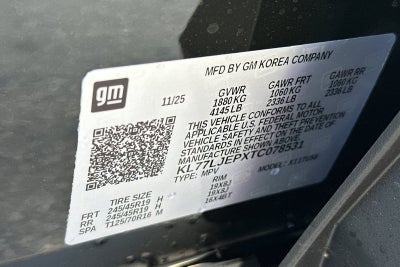 MFD BY GM KOREA COMPANY
gm
11/25
GVWR GAWR FRT GAWR RR
1880 KG 1060 KG 1060 KG
4145 LB 2336 LB 2336 LB
THIS VEHICLE CONFORMS TO ALL
APPLICABLE U.S. FEDERAL MOTOR
VEHICLE SAFETY AND THEFT PREVENTION
STANDARDS IN EFFECT ON THE DATE OF
MANUFACTURE SHOWN ABOVE.
KL77LJEPXTC078531
TYPE: MPV MODEL:
TIRE SIZE RIM
FRT 245/45R19 H 19X8J
RR 245/45R19 H 19X8J
SPA T125/70R16 M 16X4BT